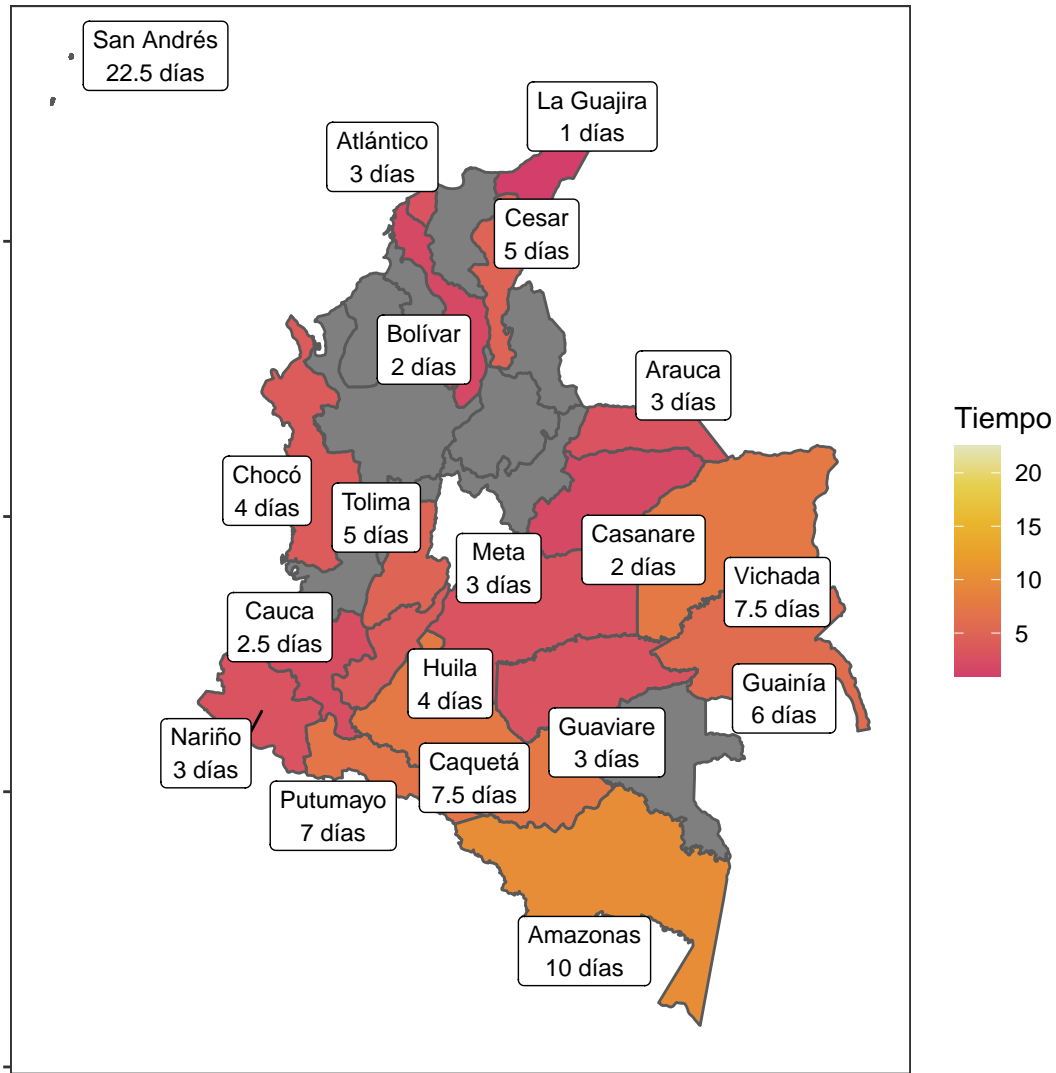 San Andrés
22.5 días
La Guajira
1 días
Atlántico
3 días
Cesar
5 días
Bolívar
2 días
Arauca
3 días
Chocó
4 días
Tolima
5 días
Meta
3 días
Casanare
2 días
Vichada
7.5 días
Cauca
2.5 días
Huila
4 días
Guainía
6 días
Nariño
3 días
Guaviare
3 días
Caquetá
7.5 días
Putumayo
7 días
Amazonas
10 días
Tiempo
20
15
10
5